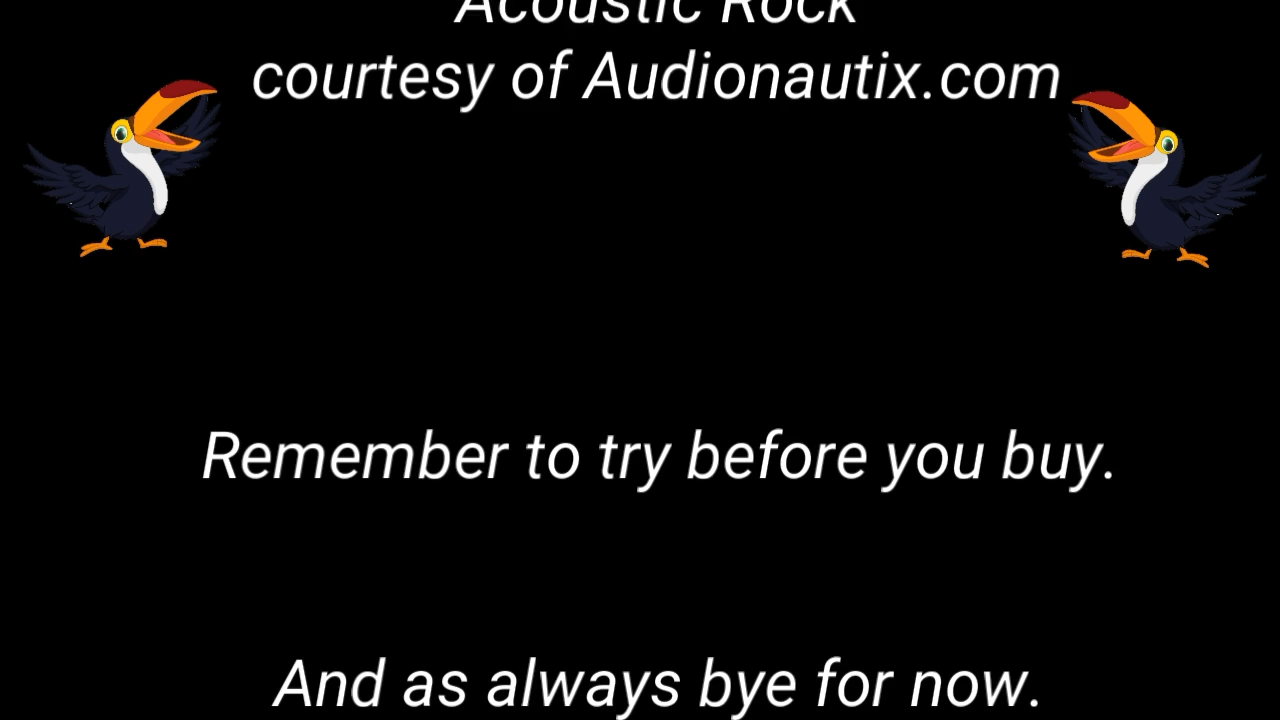 Acoustic Rock
courtesy of Audionautix.com
Remember to try before you buy.
And as always bye for now.